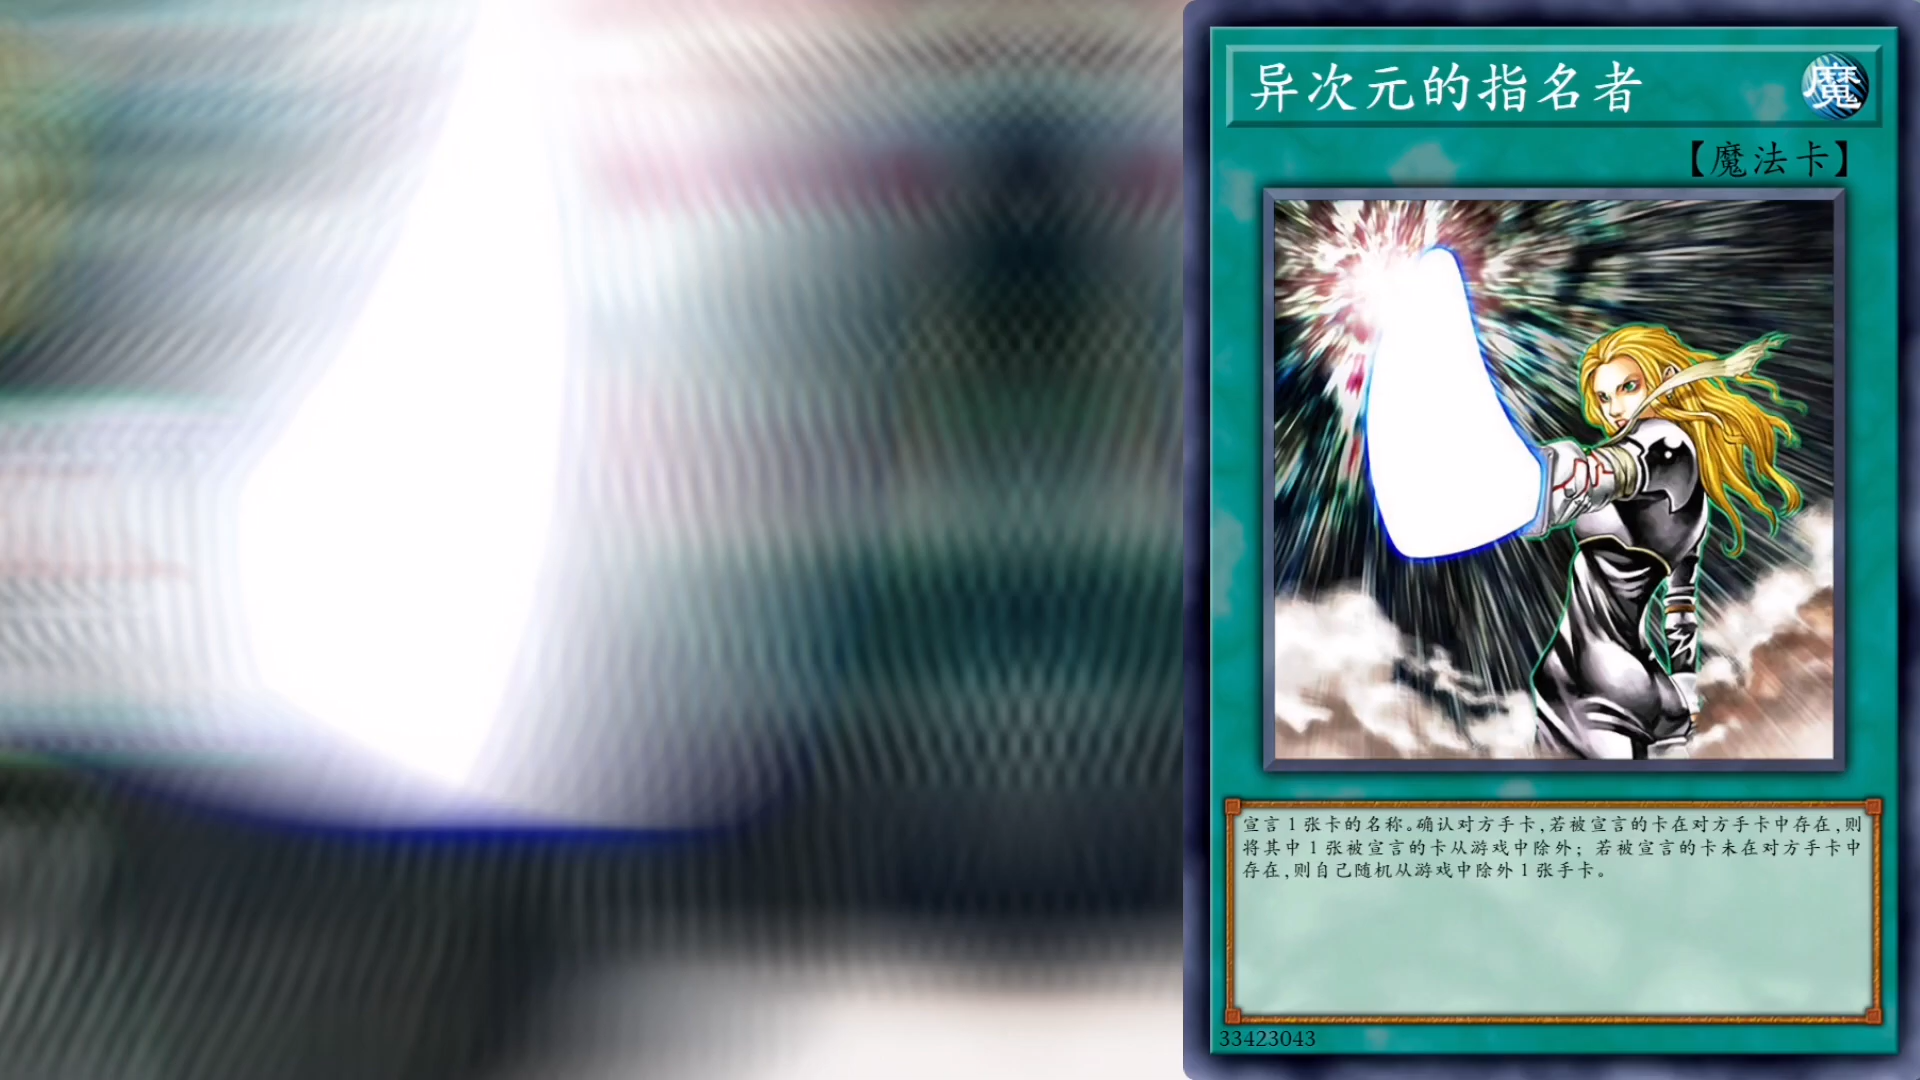 异次元的指名者
魔
【魔法卡】
宣言1张卡的名称。确认对方手卡,若被宣言的卡在对方手卡中存在,则
将其中1张被宣言的卡从游戏中除外;若被宣言的卡未在对方手卡中
存在,则自己随机从游戏中除外1张手卡。
33423043